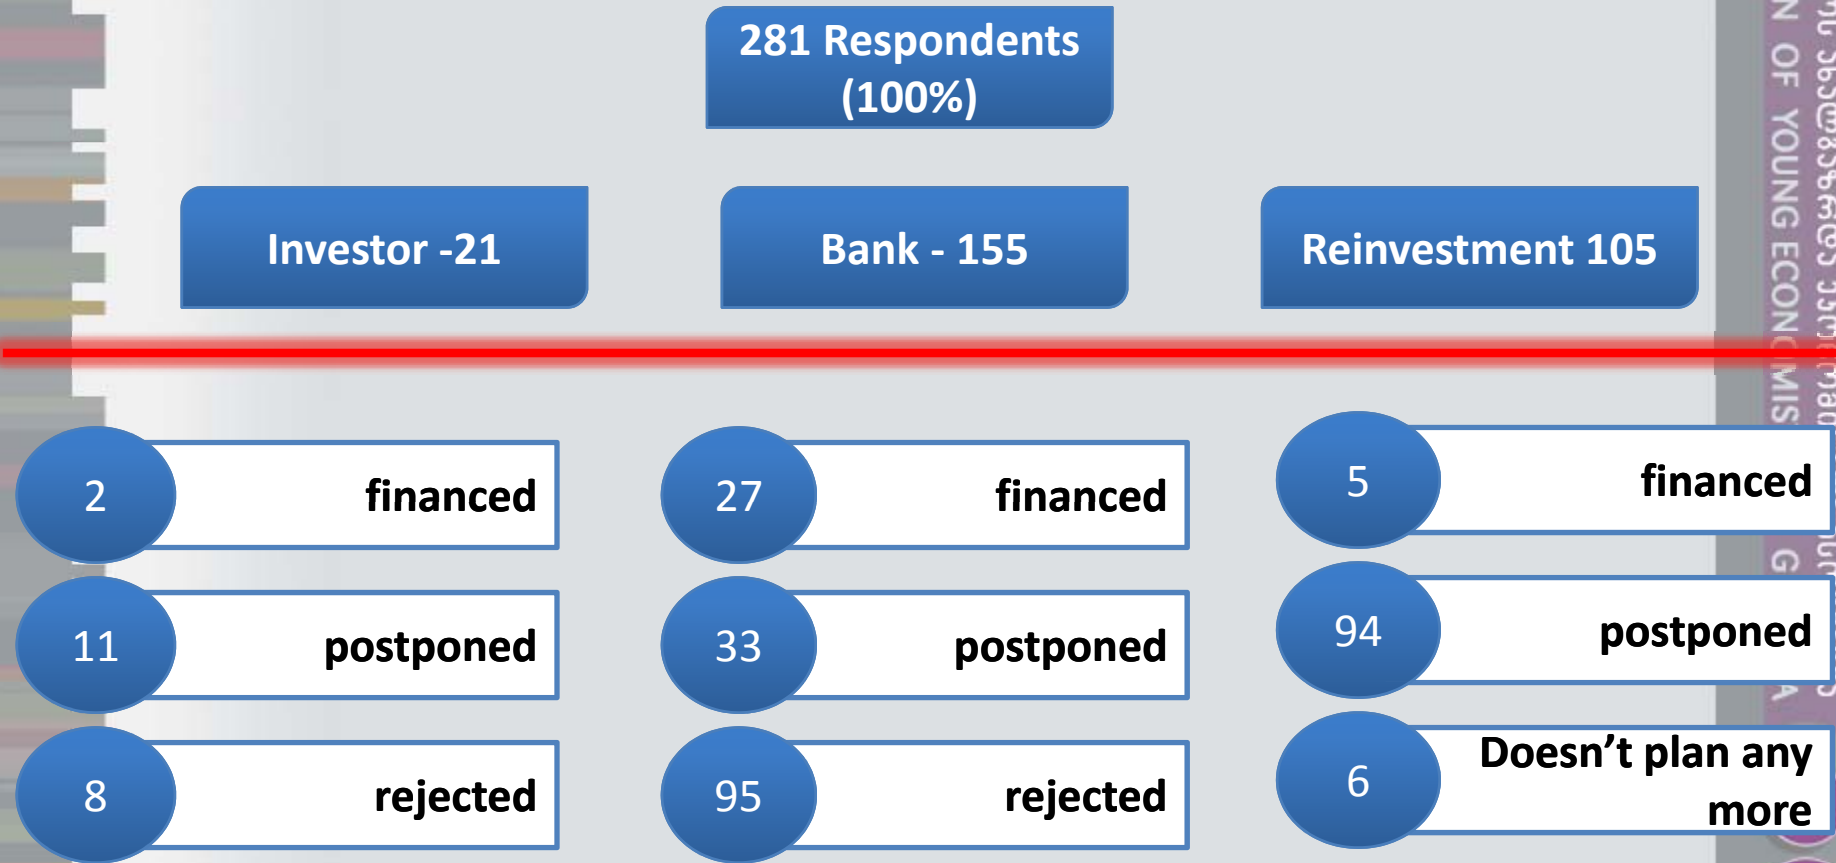 281 Respondents
(100%)
Investor -21
Bank - 155
Reinvestment 105
2
financed
27
financed
5
financed
11
postponed
33
postponed
94
postponed
8
rejected
95
rejected
6
Doesn’t plan any
more
N OF YOUNG ECONOMIS